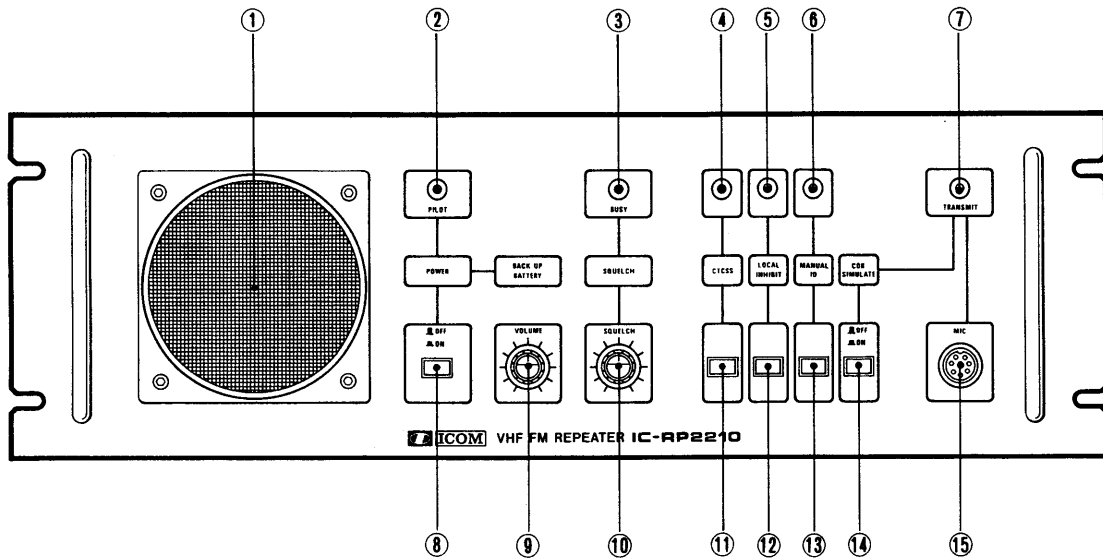 ① ② ③ ④ ⑤ ⑥ ⑦
PILOT BUSY TRANSMIT
POWER BACK UP BATTERY SQUELCH CTCSS LOCAL INHIBIT MANUAL ID COR SIMULATE
OFF VOLUME SQUELCH OFF MIC
ON ON
ICOM VHF FM REPEATER IC-RP2210
⑧ ⑨ ⑩ ⑪ ⑫ ⑬ ⑭ ⑮